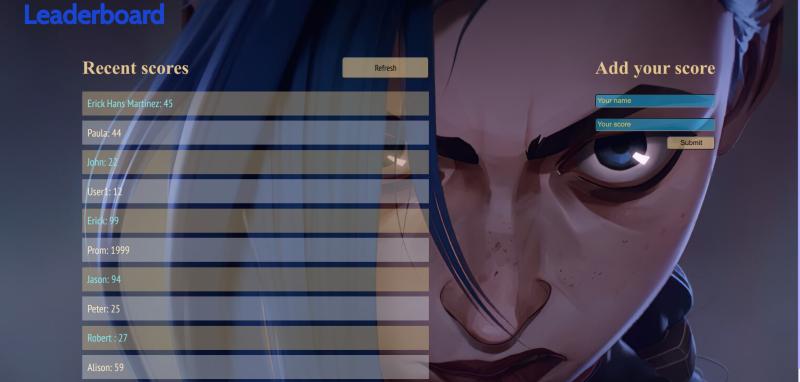 Leaderboard
Recent scores
Refresh
Erick Hans Martinez: 45
Paula: 44
John: 22
User1: 12
Erick: 99
Prom: 1999
Jason: 94
Peter: 25
Robert : 27
Alison: 59
Add your score
Your name
Your score
Submit